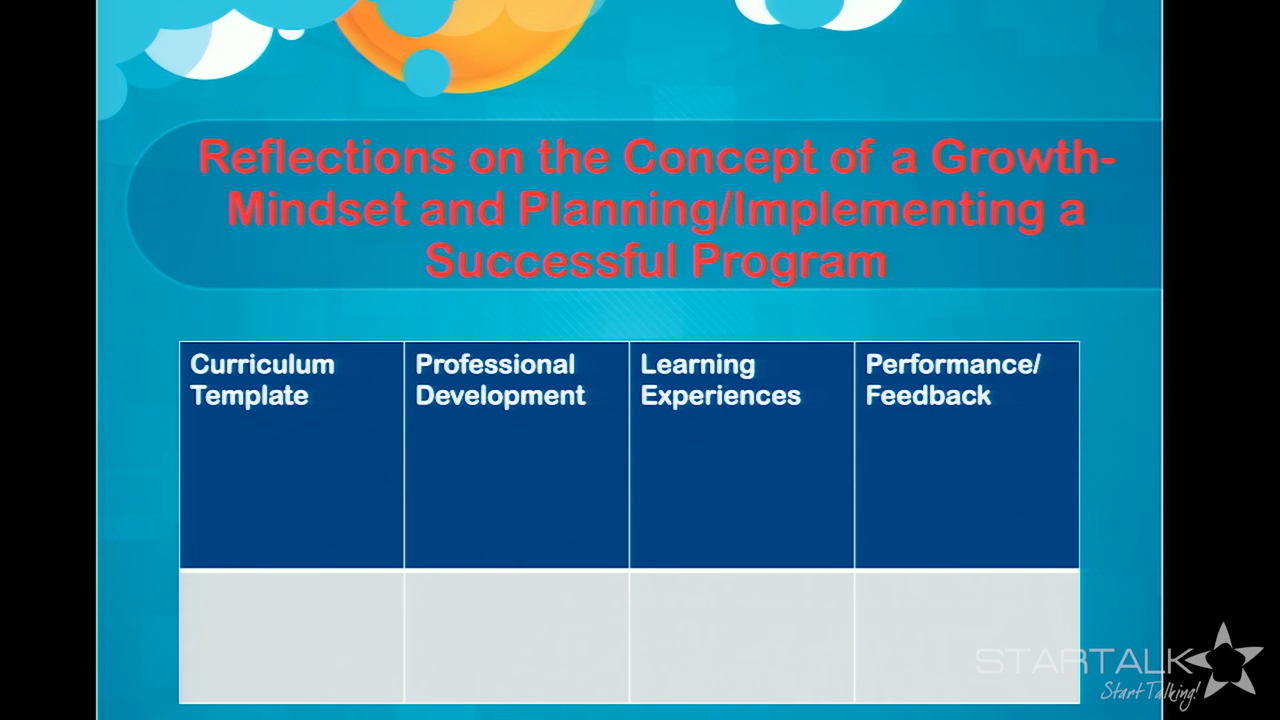 Reflections on the Concept of a Growth-
Mindset and Planning/Implementing a
Successful Program
Curriculum
Template
Professional
Development
Learning
Experiences
Performance/
Feedback
STARTALK
Start Talking!